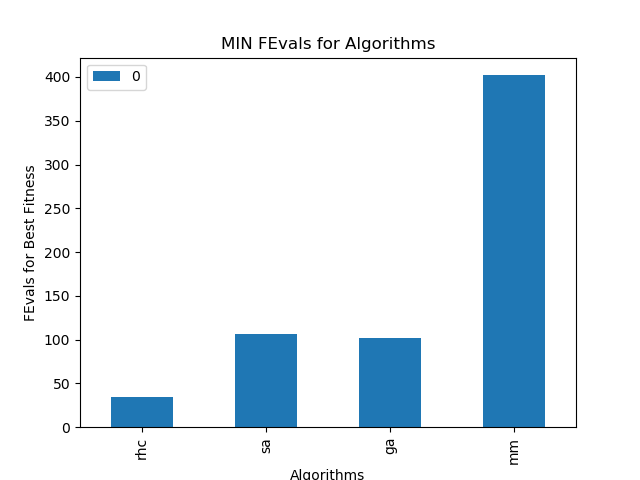 MIN FEvals for Algorithms
0
400
350
300
250
200
150
100
50
0
FEvals for Best Fitness
rhc
sa
ga
mm
Algorithms